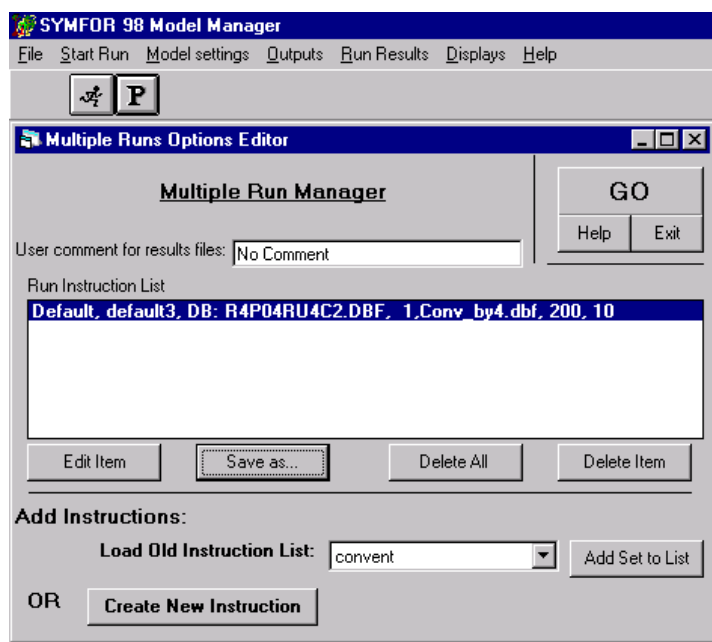 SYMFOR 98 Model Manager
File Start Run Model settings Outputs Run Results Displays Help
P
Multiple Runs Options Editor
Multiple Run Manager
GO
Help Exit
User comment for results files: No Comment
Run Instruction List
Default, default3, DB: R4P04RU4C2.DBF, 1,Conv_by4.dbf, 200, 10
Edit Item Save as... Delete All Delete Item
Add Instructions:
Load Old Instruction List: convent Add Set to List
OR Create New Instruction